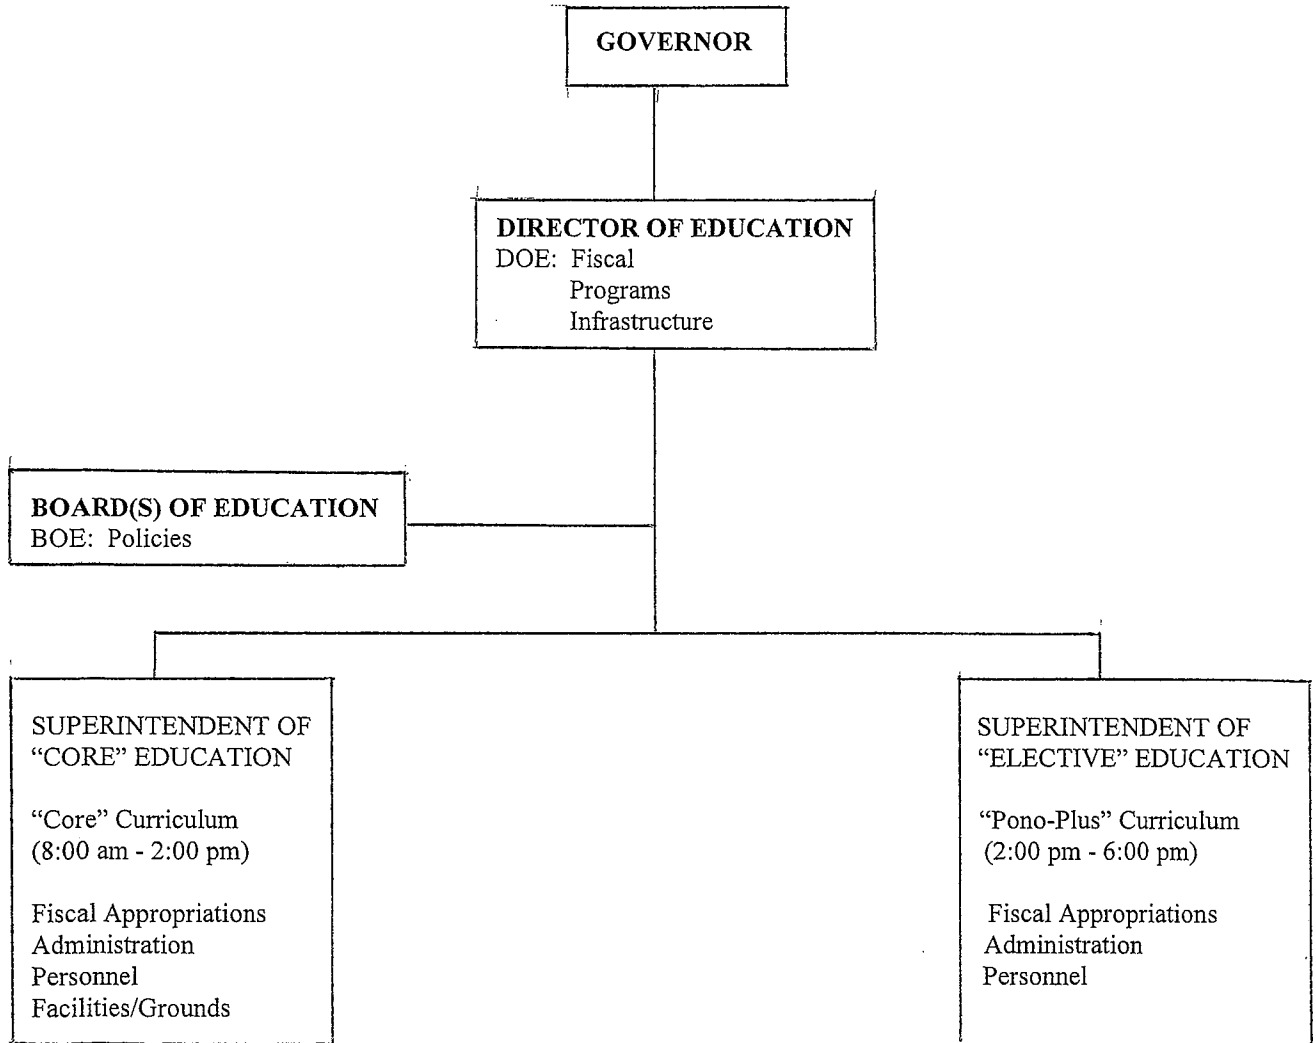 GOVERNOR
DIRECTOR OF EDUCATION
DOE: Fiscal
Programs
Infrastructure
BOARD(S) OF EDUCATION
BOE: Policies
SUPERINTENDENT OF
“CORE” EDUCATION
“Core” Curriculum
(8:00 am - 2:00 pm)
Fiscal Appropriations
Administration
Personnel
Facilities/Grounds
SUPERINTENDENT OF
“ELECTIVE” EDUCATION
“Pono-Plus” Curriculum
(2:00 pm - 6:00 pm)
Fiscal Appropriations
Administration
Personnel